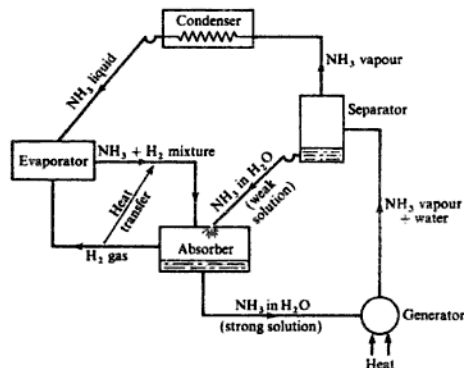 Condenser
NH₃ liquid
NH₃ vapour
Separator
Evaporator
NH₃ + H₂ mixture
Heat
transfer
NH₃ in H₂O
(weak
solution)
NH₃ vapour
+ water
Absorber
H₂ gas
NH₃ in H₂O
(strong solution)
Generator
Heat